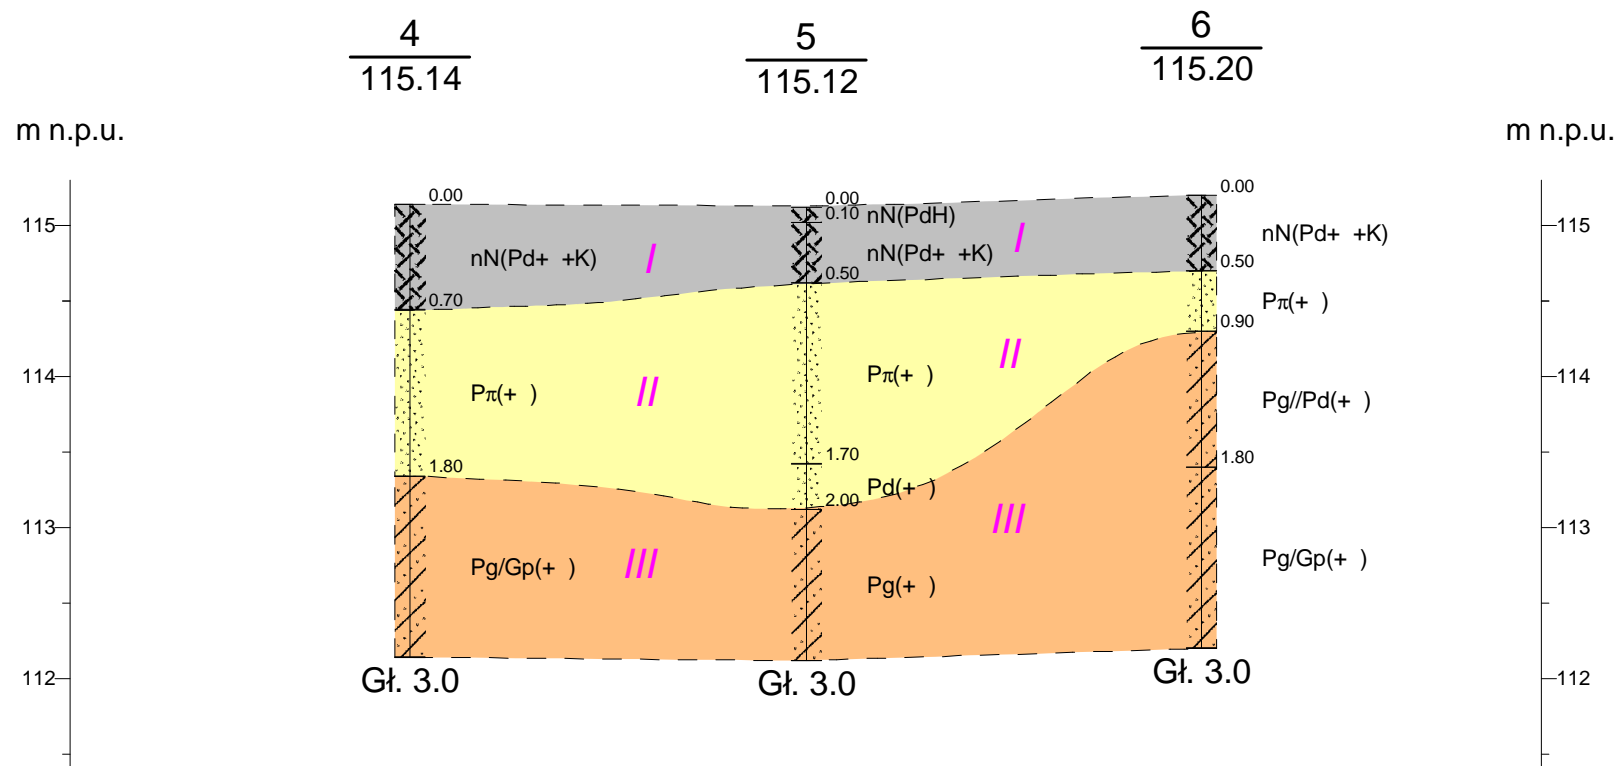 4
115.14
5
115.12
6
115.20
m n.p.u.
m n.p.u.
0.00
0.00
0.00
0.10
nN(PdH)
115
115
nN(Pd+  +K)
I
nN(Pd+  +K)
I
nN(Pd+  +K)
0.50
0.50
0.70
Pπ(+  )
0.90
114
114
Pπ(+  )
II
Pπ(+  )
II
Pg//Pd(+  )
1.80
1.70
1.80
Pd(+  )
2.00
113
113
Pg/Gp(+  )
III
Pg(+  )
III
Pg/Gp(+  )
112
112
Gł. 3.0
Gł. 3.0
Gł. 3.0